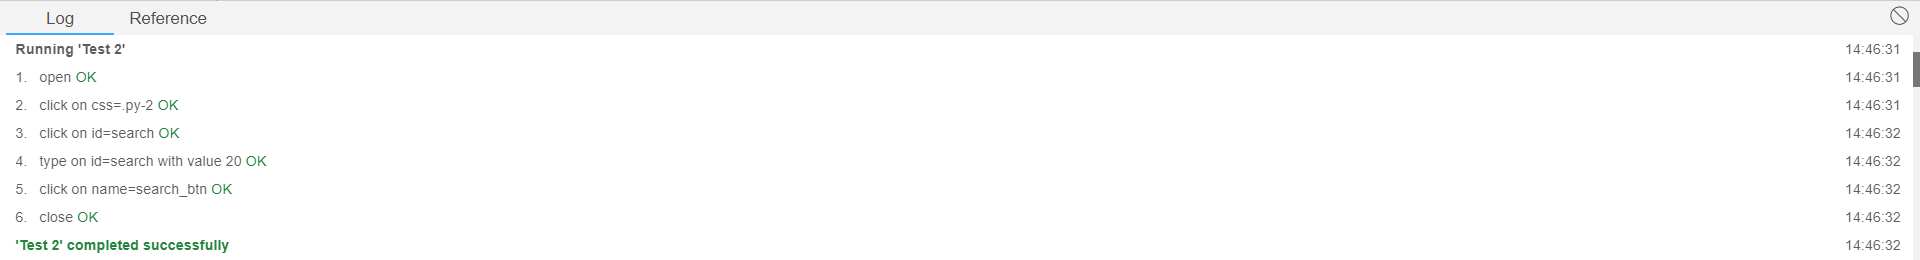 Log Reference
Running 'Test 2' 14:46:31
1. open OK 14:46:31
2. click on css=.py-2 OK 14:46:31
3. click on id=search OK 14:46:32
4. type on id=search with value 20 OK 14:46:32
5. click on name=search_btn OK 14:46:32
6. close OK 14:46:32
'Test 2' completed successfully 14:46:32